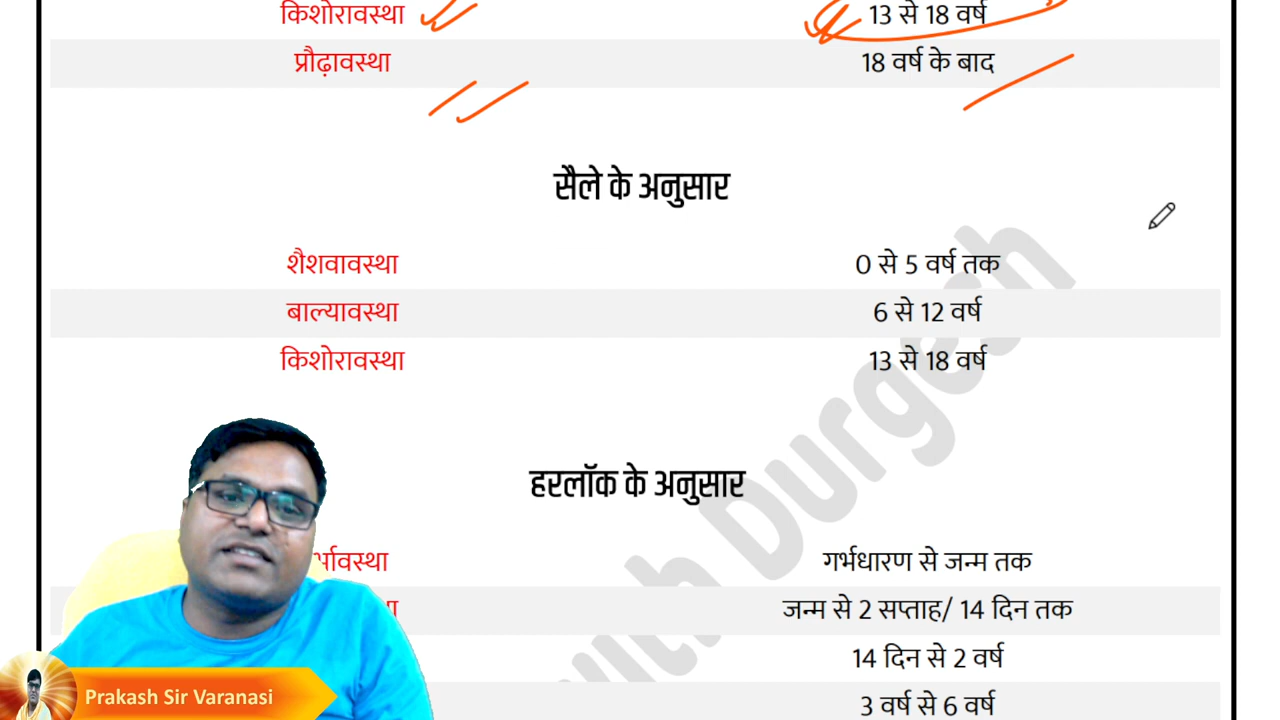 किशोरावस्था 13 से 18 वर्ष
प्रौढ़ावस्था 18 वर्ष के बाद
सैले के अनुसार
शैशवावस्था 0 से 5 वर्ष तक
बाल्यावस्था 6 से 12 वर्ष
किशोरावस्था 13 से 18 वर्ष
हरलॉक के अनुसार
गर्भधारण से जन्म तक
जन्म से 2 सप्ताह/ 14 दिन तक
14 दिन से 2 वर्ष
3 वर्ष से 6 वर्ष
with Durgesh
Prakash Sir Varanasi